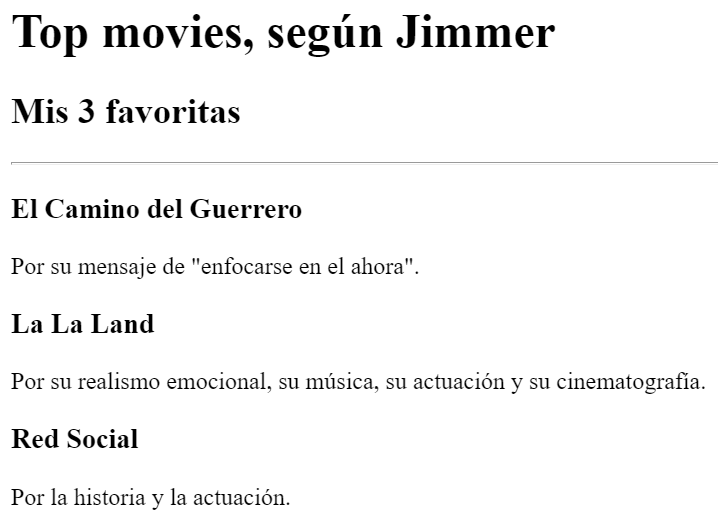 Top movies, según Jimmer
Mis 3 favoritas
El Camino del Guerrero
Por su mensaje de "enfocarse en el ahora".
La La Land
Por su realismo emocional, su música, su actuación y su cinematografía.
Red Social
Por la historia y la actuación.